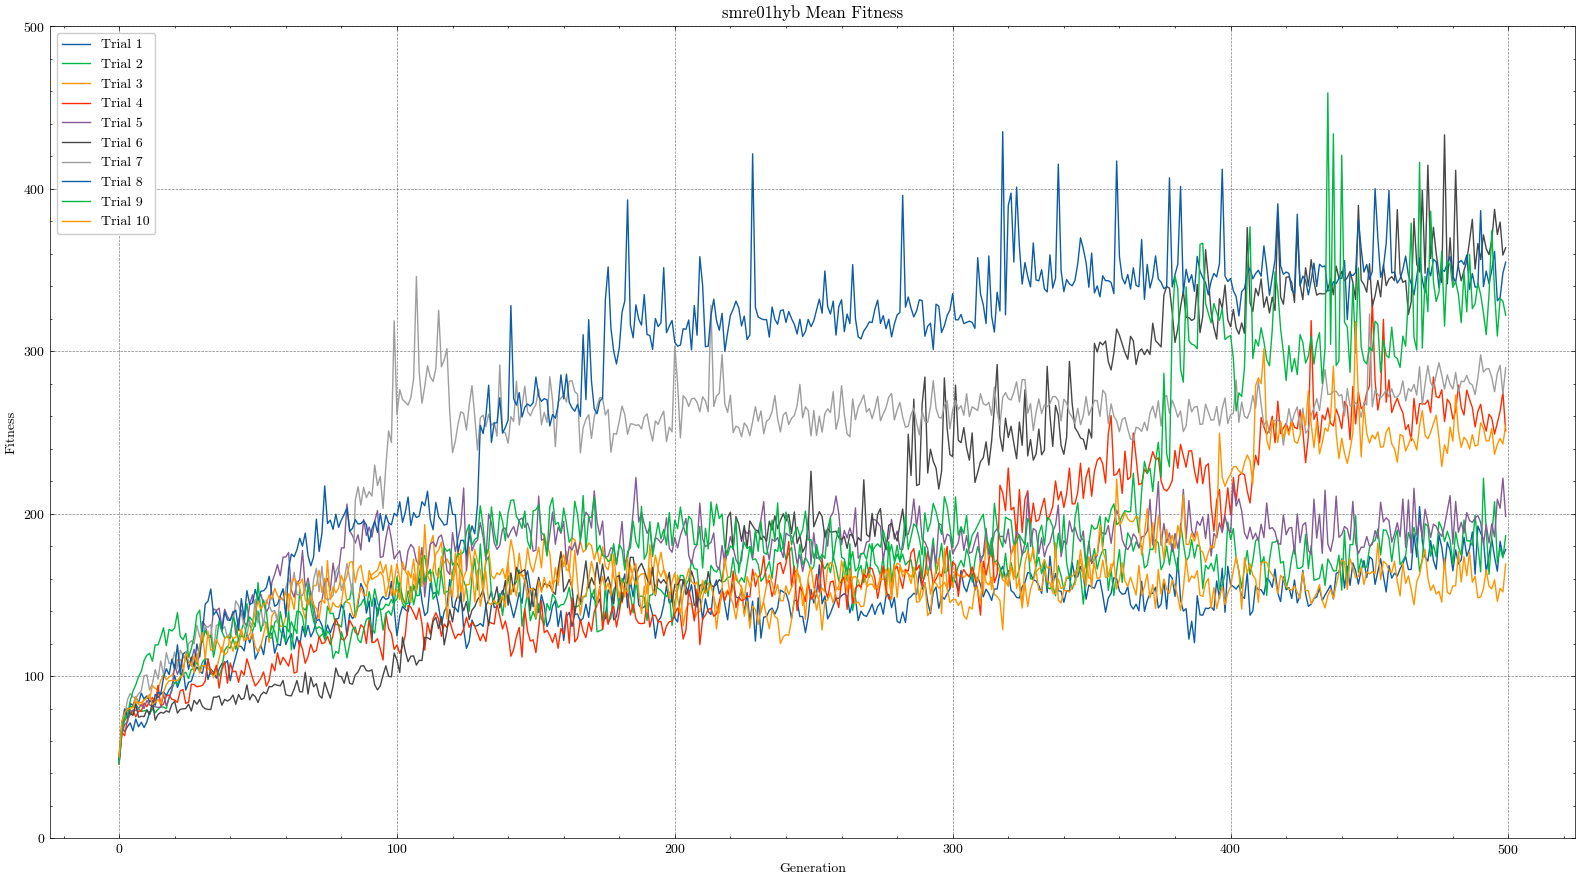 smre01hyb Mean Fitness
500
400
300
200
100
0
Fitness
Trial 1
Trial 2
Trial 3
Trial 4
Trial 5
Trial 6
Trial 7
Trial 8
Trial 9
Trial 10
0 100 200 300 400 500
Generation